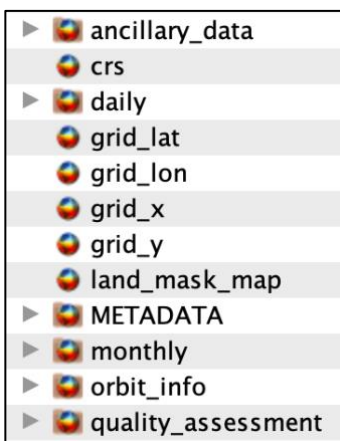 ancillary_data
crs
daily
grid_lat
grid_lon
grid_x
grid_y
land_mask_map
METADATA
monthly
orbit_info
quality_assessment